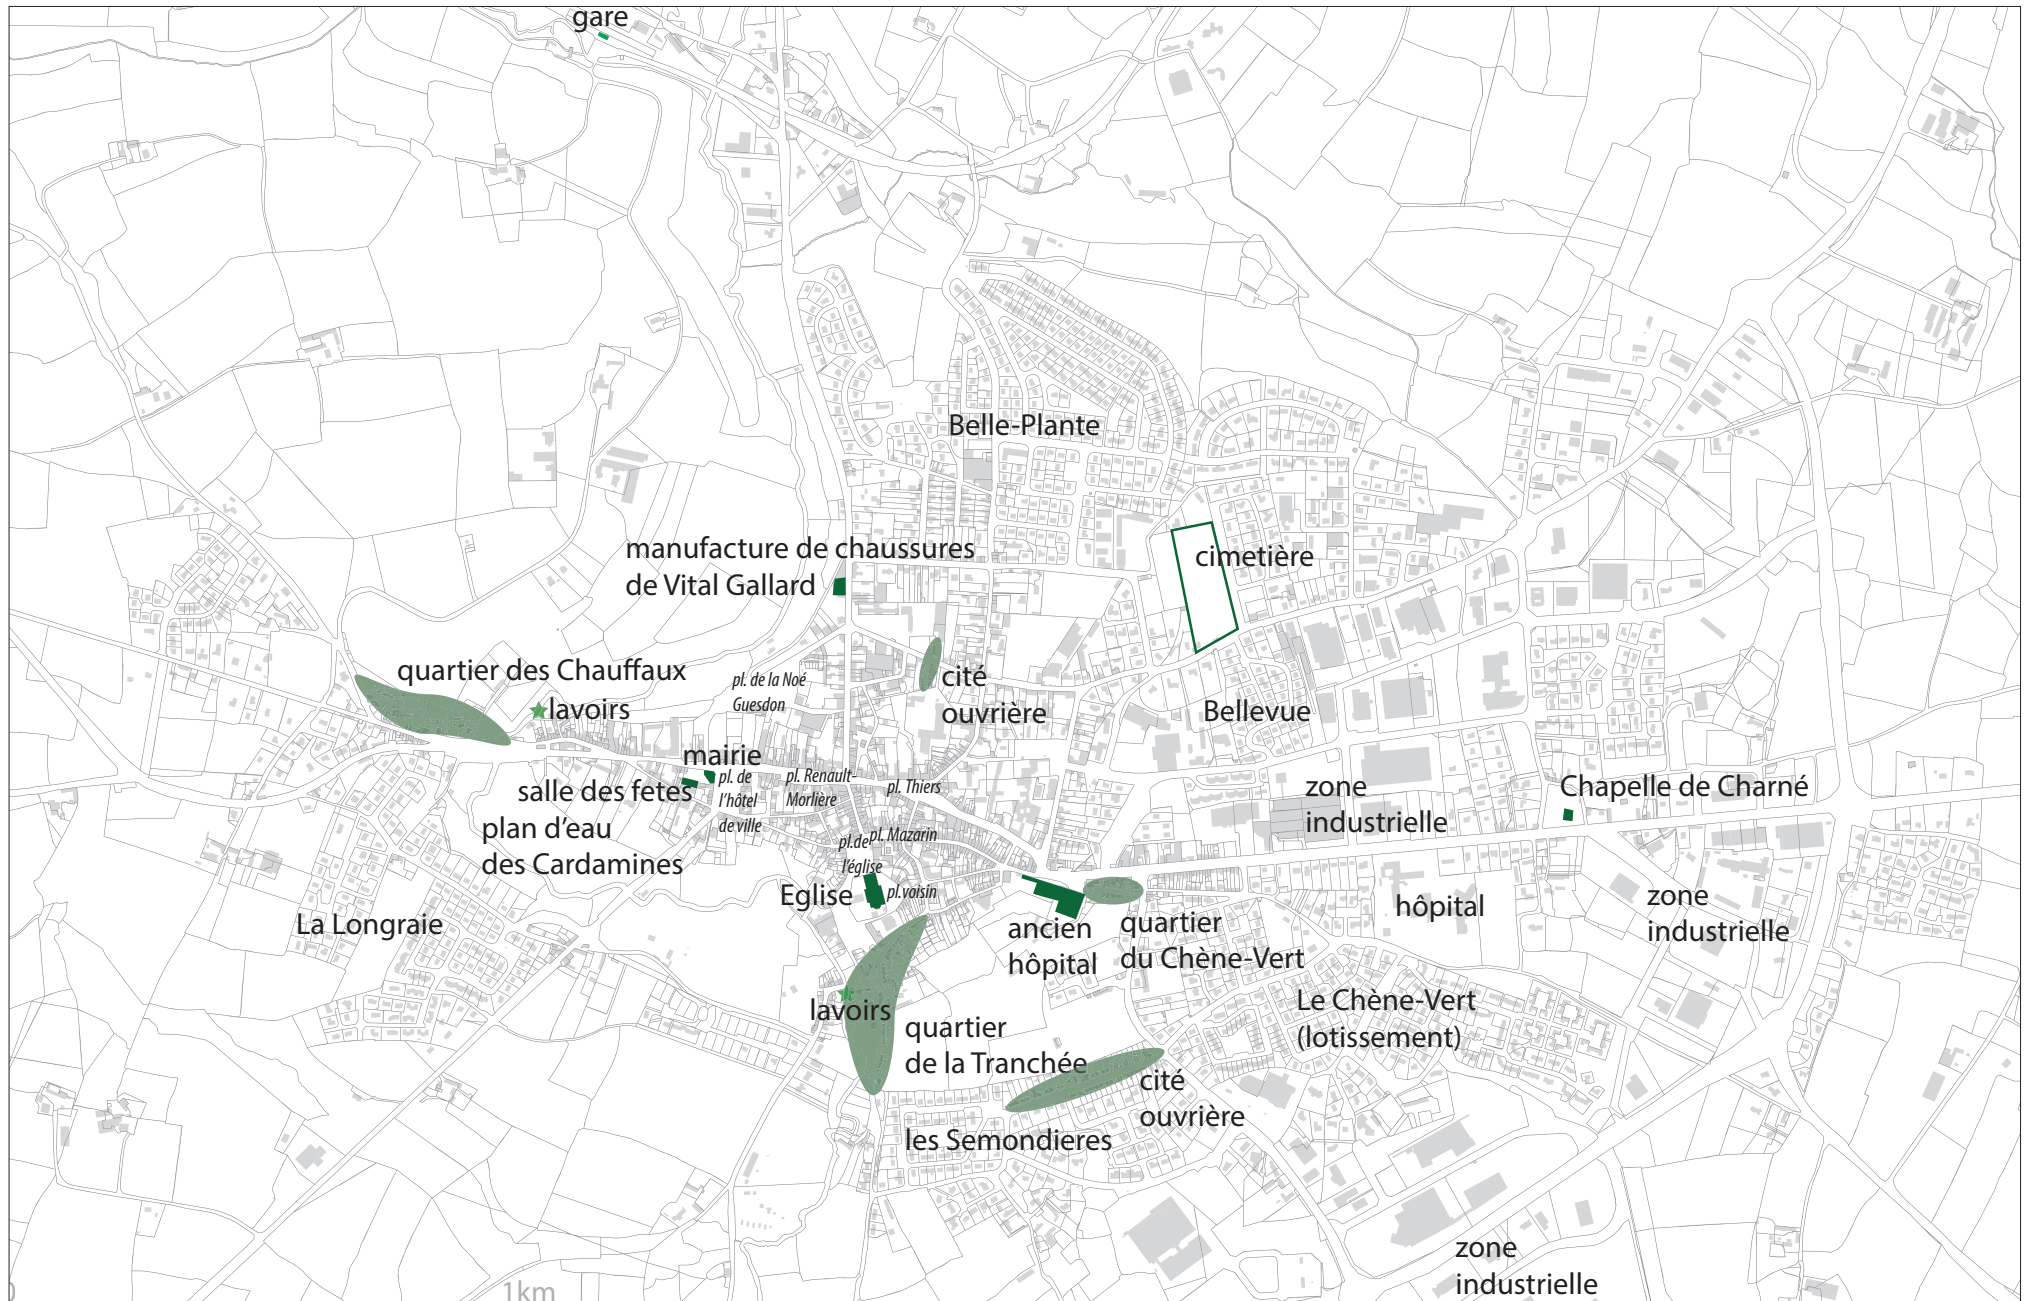 gare
Belle-Plante
manufacture de chaussures
de Vital Gallard
cimetière
quartier des Chauffaux
lavoirs
pl. de la Noé
Guesdon
cité
ouvrière
Bellevue
mairie
salle des fetes
plan d'eau
des Cardamines
pl. de
l'hôtel
de ville
pl. Renault-
Morlière
pl. Thiers
zone
industrielle
Chapelle de Charné
pl.del
l'église
pl. Mazarin
Eglise
pl.voisin
La Longraie
ancien
hôpital
quartier
du Chène-Vert
hôpital
zone
industrielle
lavoirs
quartier
de la Tranchée
Le Chène-Vert
(lotissement)
cité
ouvrière
les Semondieres
zone
industrielle
0
1km